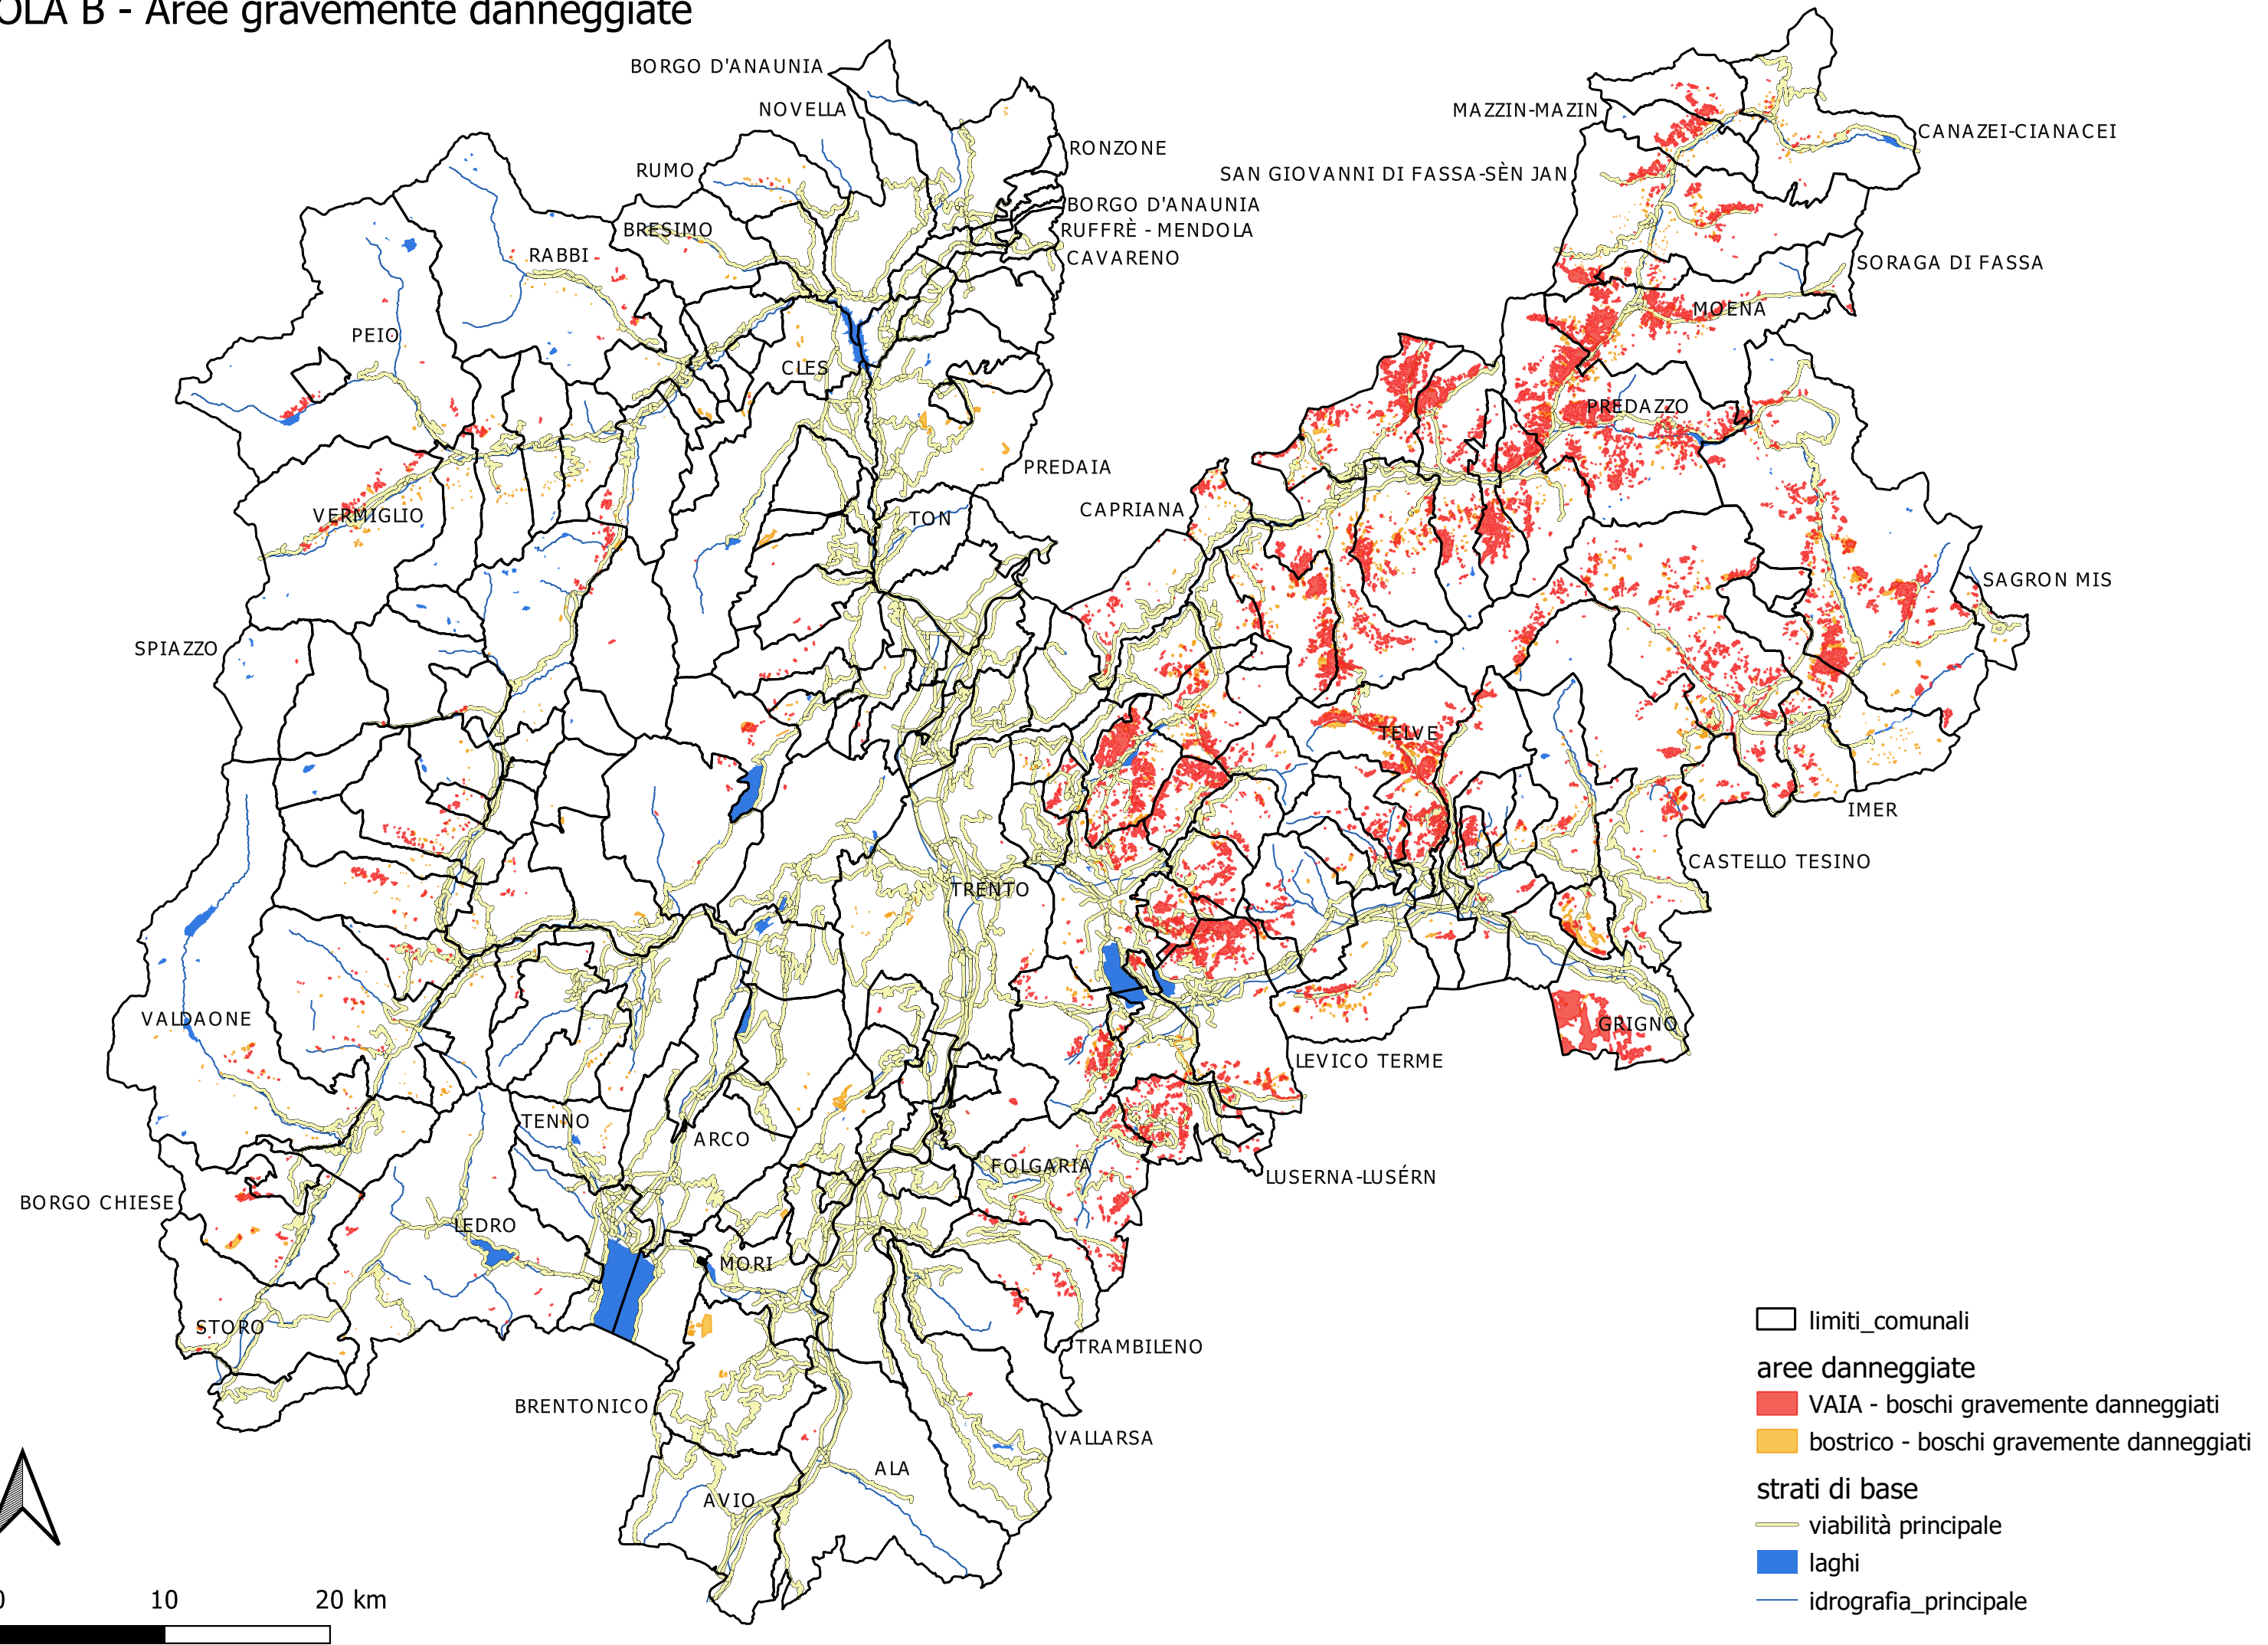 OLA B - Aree gravemente danneggiate
BORGO D'ANAUNIA
NOVELLA
MAZZIN-MAZIN
CANAZEI-CIANACEI
RONZONE
RUMO
SAN GIOVANNI DI FASSA-SÈN JAN
BORGO D'ANAUNIA
BRESIMO
RUFFRÈ - MENDOLA
RABBI
CAVARENO
SORAGA DI FASSA
MOENA
PEIO
CLES
PREDAZZO
PREDAIA
CAPRIANA
VERMIGLIO
TON
SAGRON MIS
SPIAZZO
TELVE
IMER
CASTELLO TESINO
TRENTO
VALDAONE
GRIGNO
LEVICO TERME
TENNO
ARCO
FOLGARIA
LUSERNA-LUSÉRN
BORGO CHIESE
LEDRO
MORI
STORO
TRAMBILENO
BRENTONICO
VALLARSA
ALA
AVIO
limiti_comunali
aree danneggiate
VAIA - boschi gravemente danneggiati
bostrico - boschi gravemente danneggiati
strati di base
viabilità principale
laghi
idrografia_principale
0 10 20 km